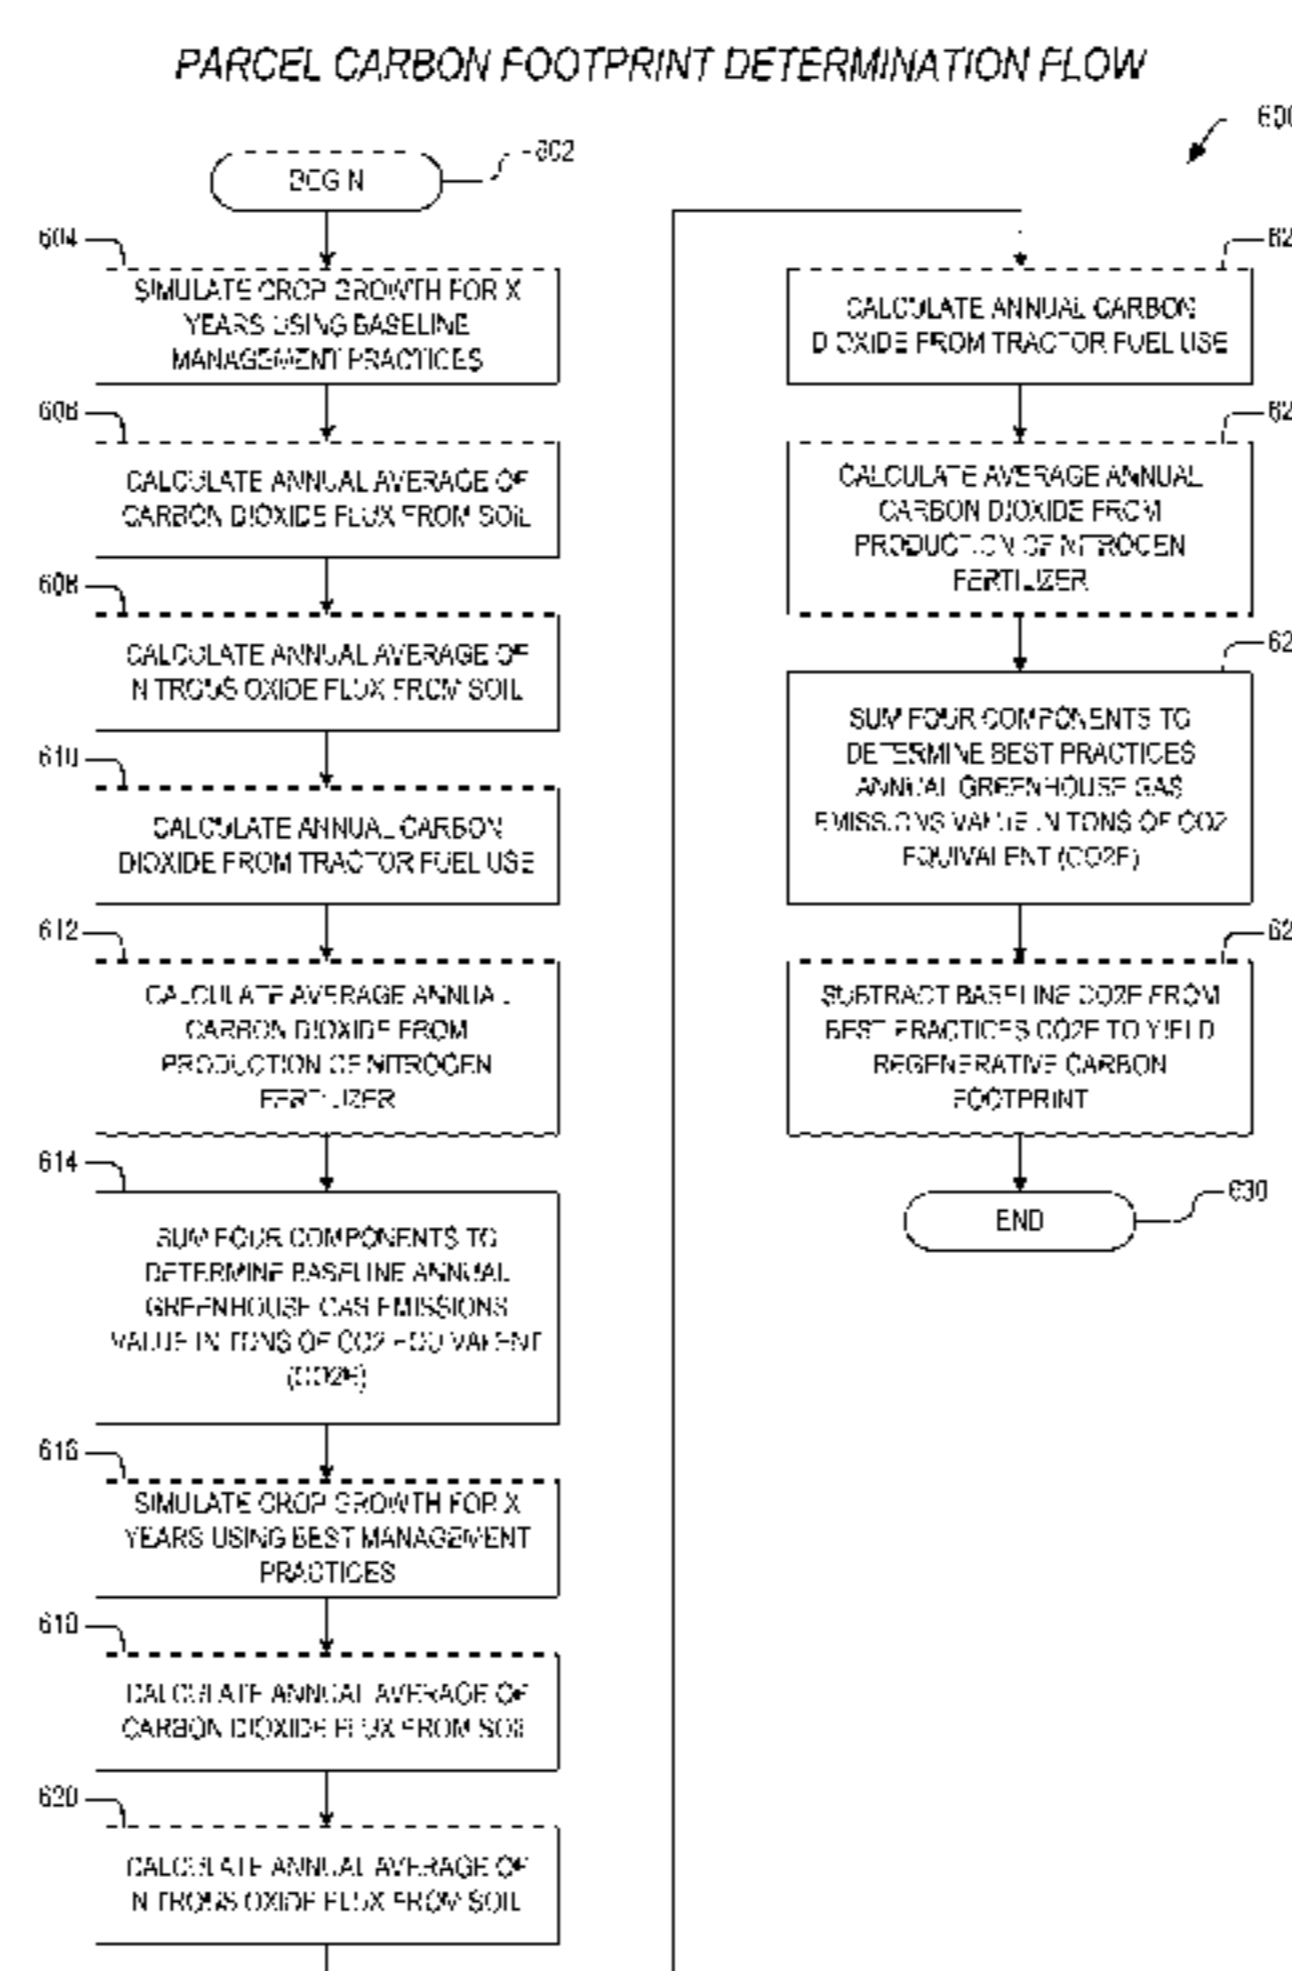 PARCEL CARBON FOOTPRINT DETERMINATION FLOW
600
BEGIN
602
604
SIMULATE CROP GROWTH FOR X
YEARS USING BASELINE
MANAGEMENT PRACTICES
606
CALCULATE ANNUAL AVERAGE OF
CARBON DIOXIDE FLUX FROM SOIL
608
CALCULATE ANNUAL AVERAGE OF
NITROUS OXIDE FLUX FROM SOIL
610
CALCULATE ANNUAL CARBON
DIOXIDE FROM TRACTOR FUEL USE
612
CALCULATE AVERAGE ANNUAL
CARBON DIOXIDE FROM
PRODUCTION OF NITROGEN
FERTILIZER
614
SUM FOUR COMPONENTS TO
DETERMINE BASELINE ANNUAL
GREENHOUSE GAS EMISSIONS
VALUE IN TONS OF CO2 EQUIVALENT
(CO2E)
616
SIMULATE CROP GROWTH FOR X
YEARS USING BEST MANAGEMENT
PRACTICES
618
CALCULATE ANNUAL AVERAGE OF
CARBON DIOXIDE FLUX FROM SOIL
620
CALCULATE ANNUAL AVERAGE OF
NITROUS OXIDE FLUX FROM SOIL
62
CALCULATE ANNUAL CARBON
DIOXIDE FROM TRACTOR FUEL USE
62
CALCULATE AVERAGE ANNUAL
CARBON DIOXIDE FROM
PRODUCTION OF NITROGEN
FERTILIZER
62
SUM FOUR COMPONENTS TO
DETERMINE BEST PRACTICES
ANNUAL GREENHOUSE GAS
EMISSIONS VALUE IN TONS OF CO2
EQUIVALENT (CO2E)
62
SUBTRACT BASELINE CO2E FROM
BEST PRACTICES CO2E TO YIELD
REGENERATIVE CARBON
FOOTPRINT
END
630